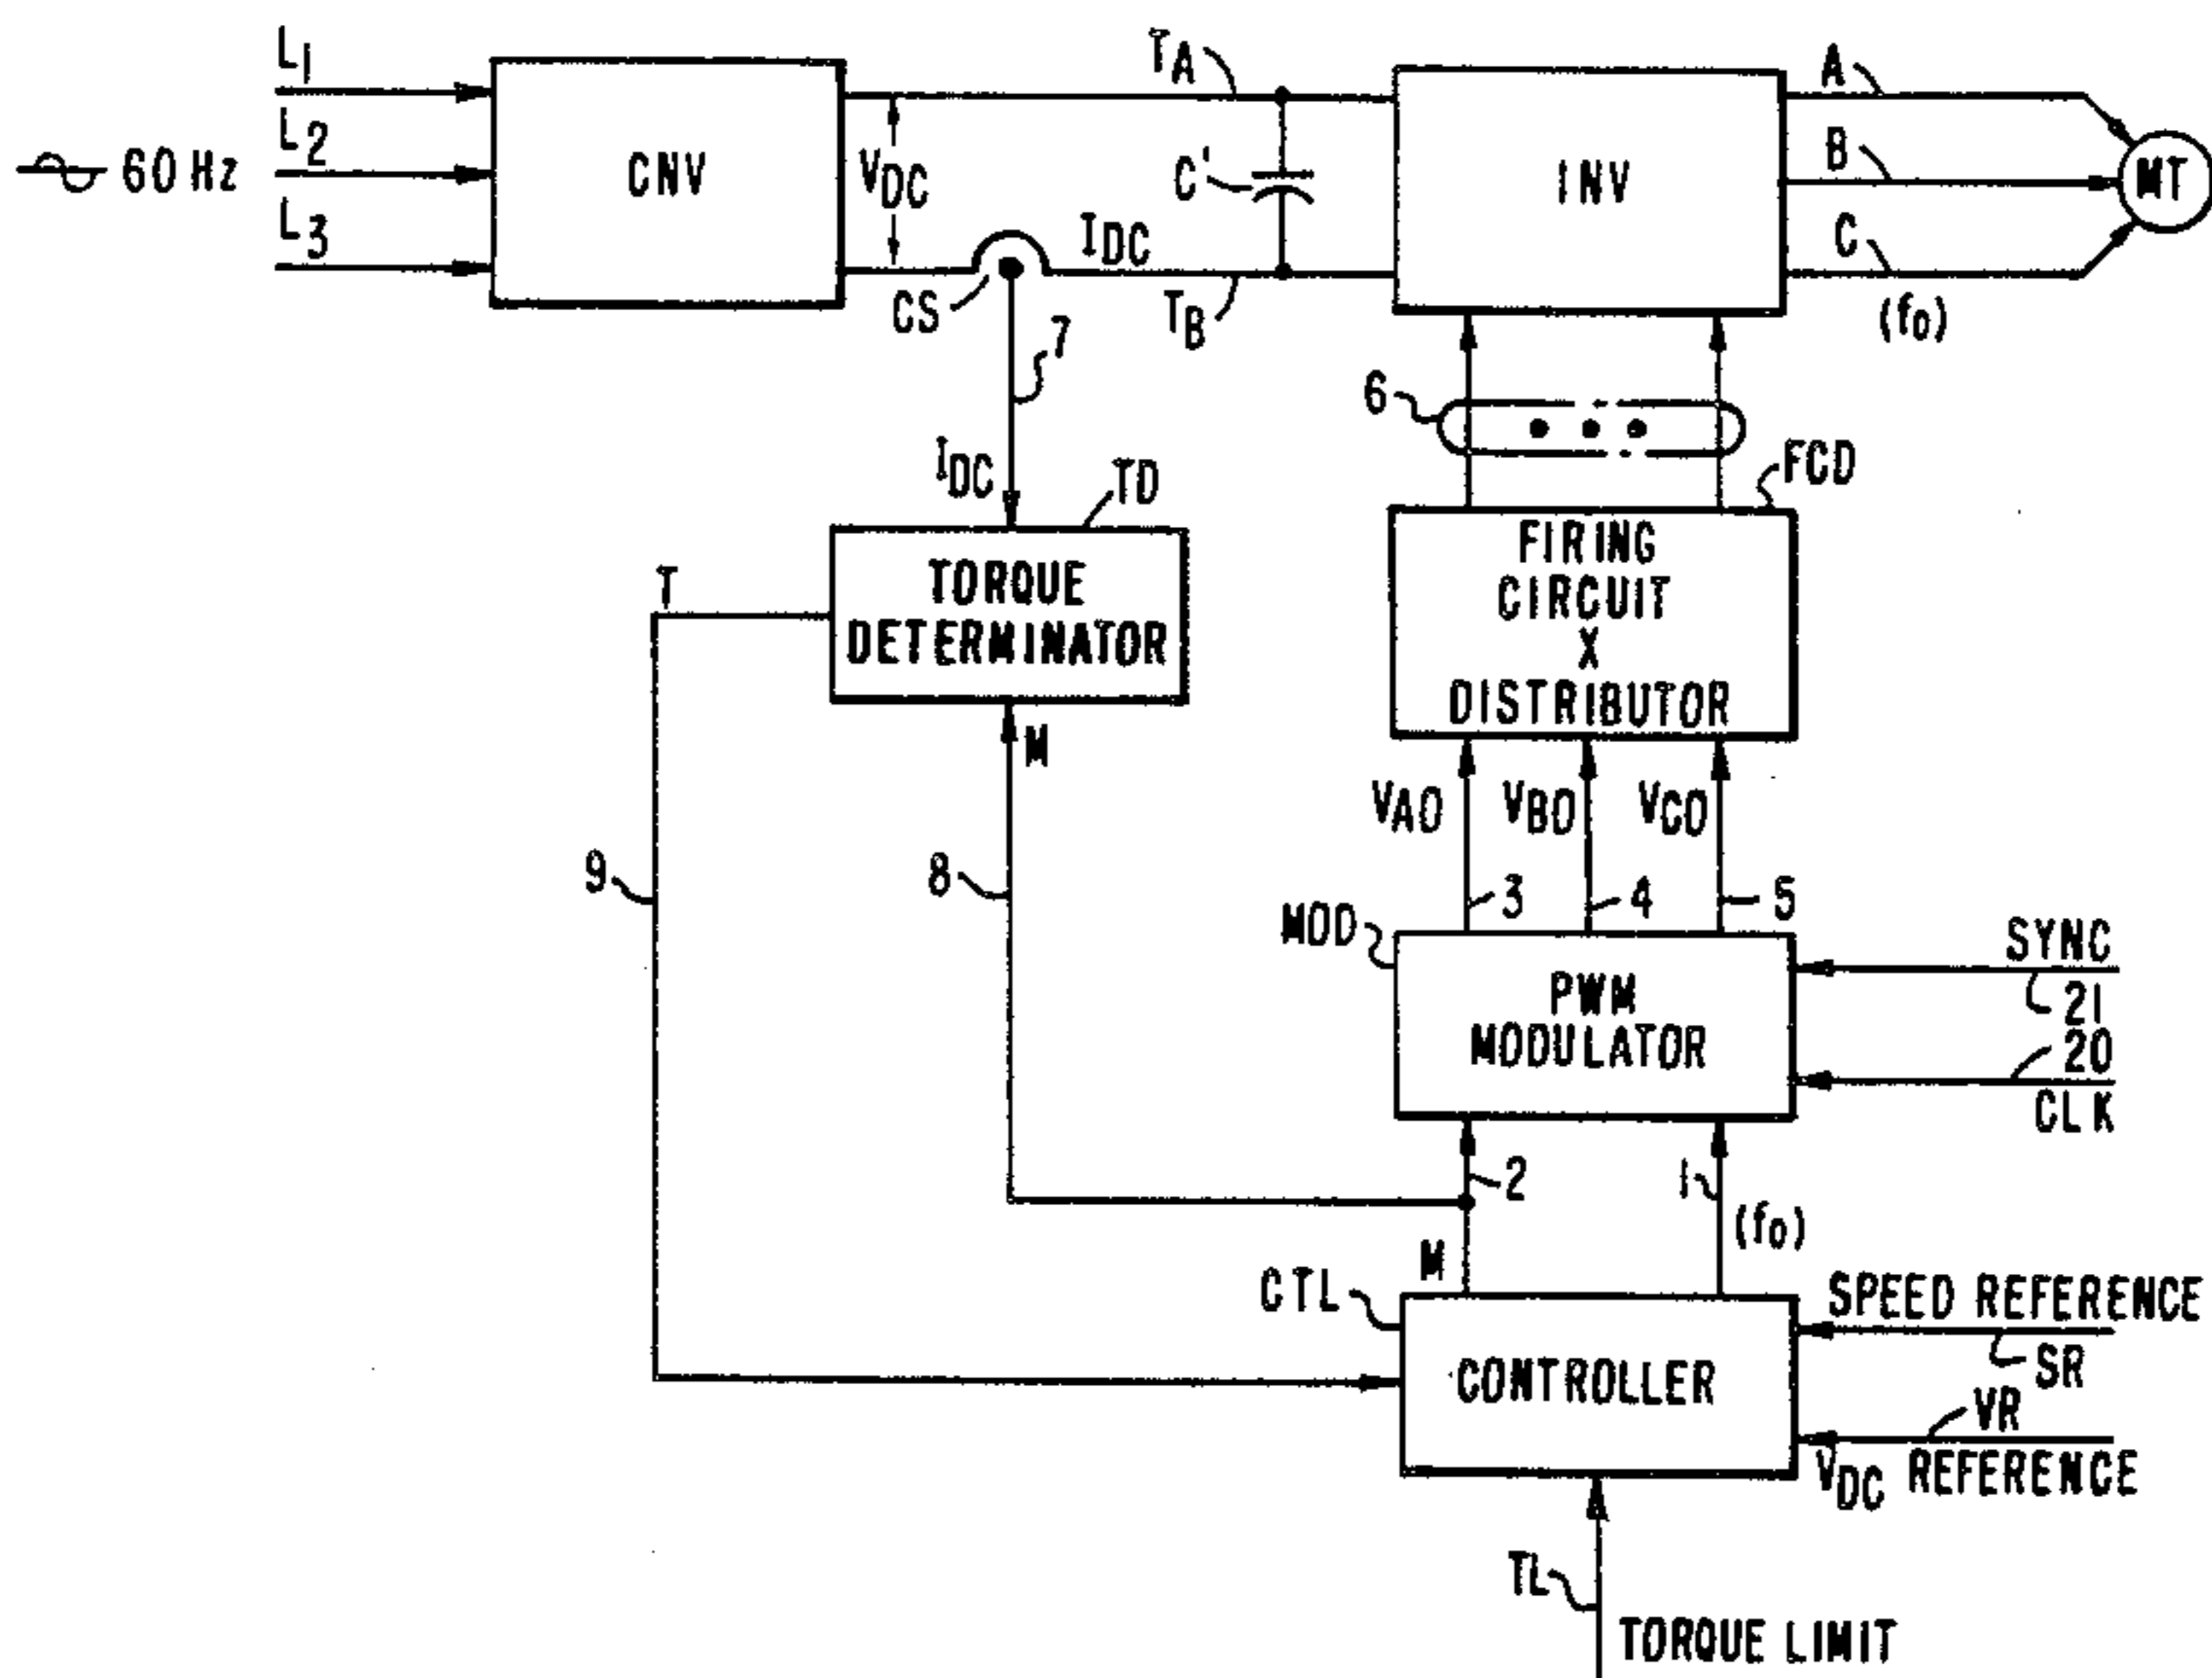 L1
TA
A
L2
60 Hz
CNV
VDC
C'
INV
B
MT
L3
IDC
C
CS
TB
(f0)
7
6
IDC
TD
FCD
T
TORQUE
DETERMINATOR
FIRING
CIRCUIT
X
DISTRIBUTOR
M
VAO
VBO
VCO
9
8
3
4
5
MOD
SYNC
21
PWM
MODULATOR
20
CLK
2
1
(f0)
M
CTL
SPEED REFERENCE
SR
CONTROLLER
VR
VDC REFERENCE
TL
TORQUE LIMIT